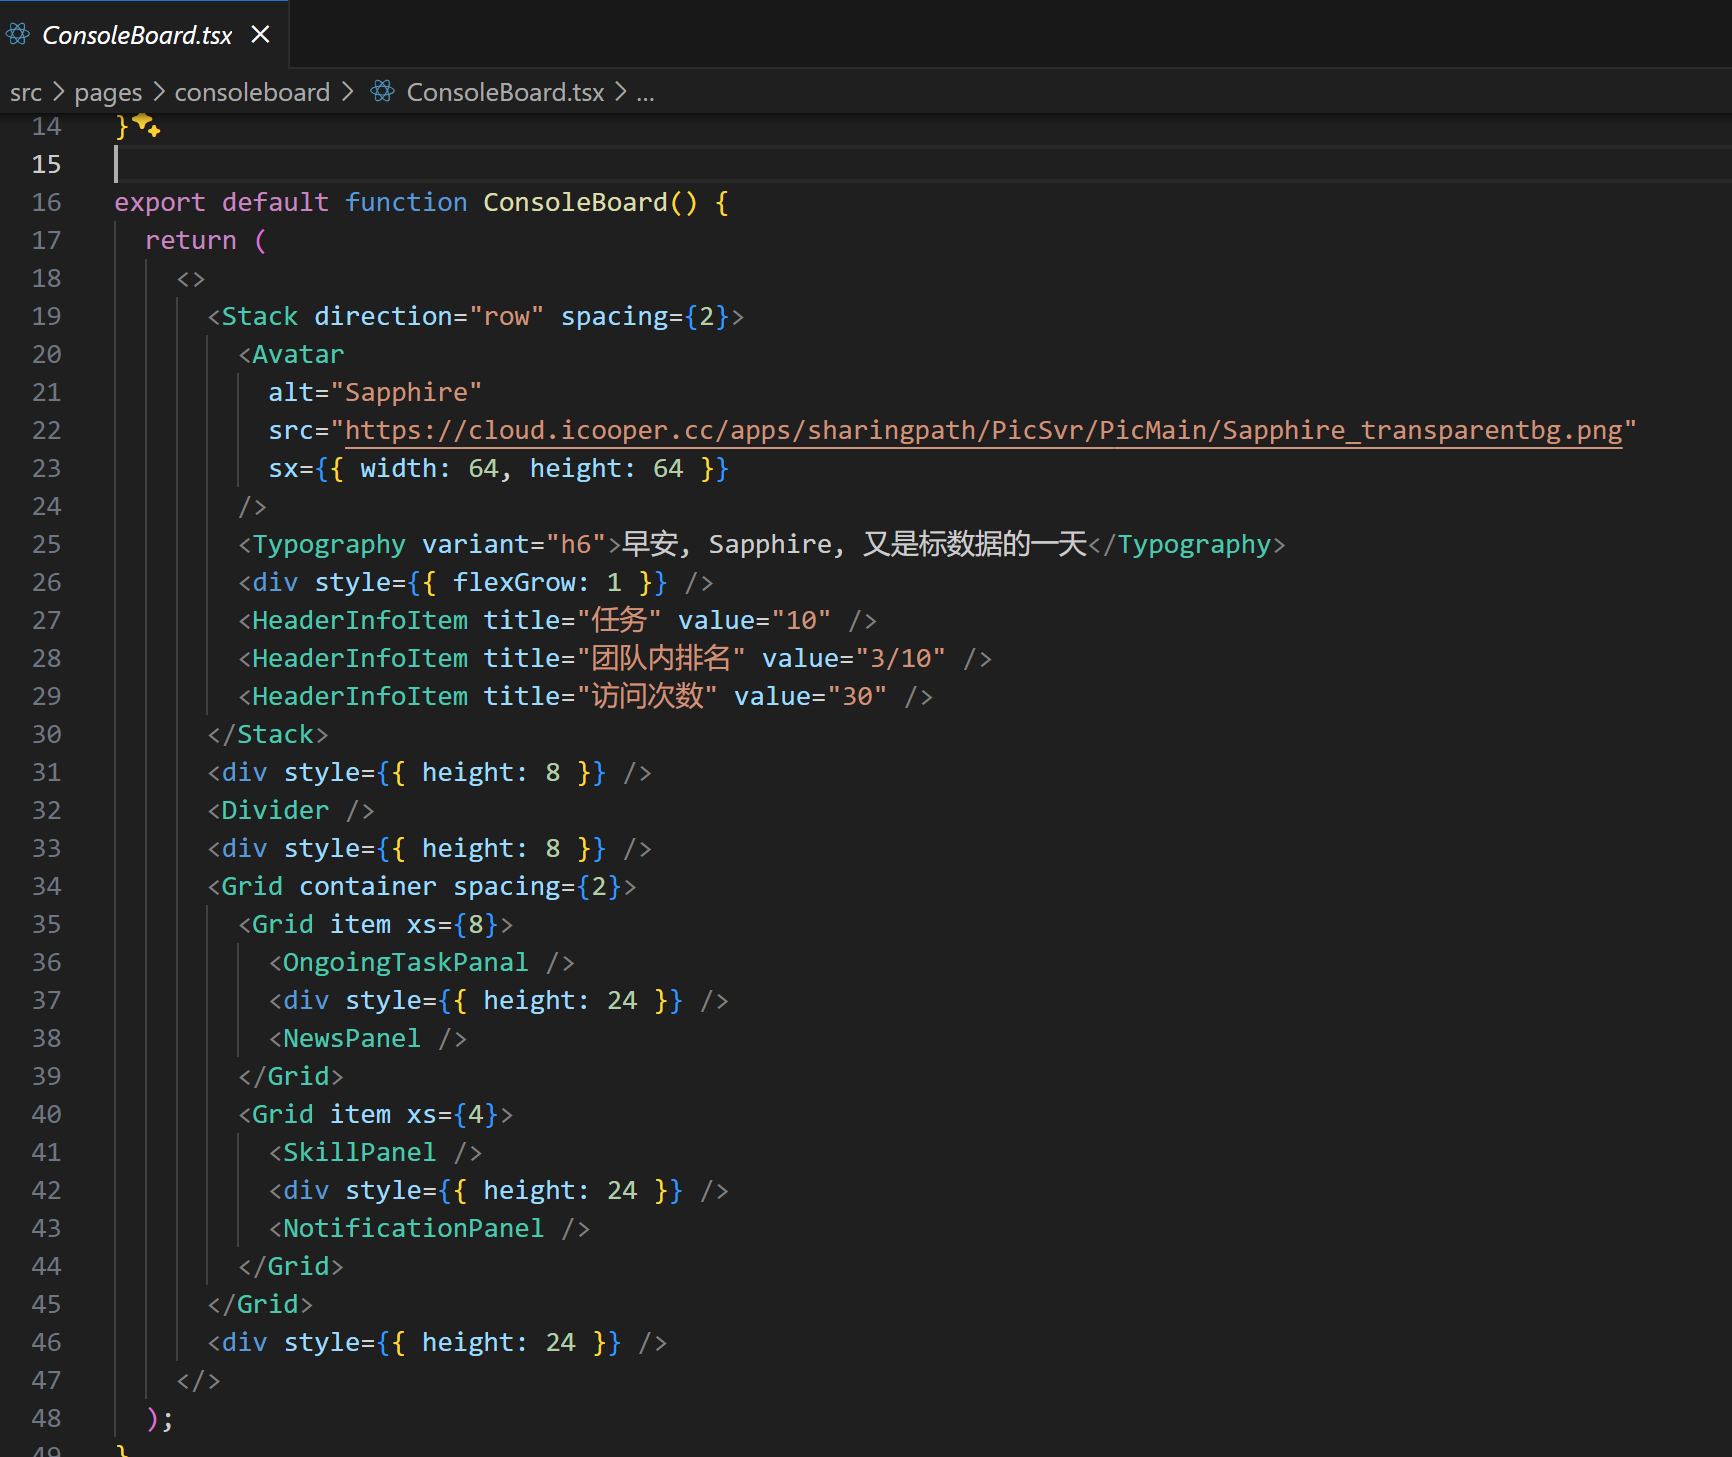 ConsoleBoard.tsx
src > pages > consoleboard > ConsoleBoard.tsx > ...
14 }
15
16 export default function ConsoleBoard() {
17   return (
18     <>
19       <Stack direction="row" spacing={2}>
20         <Avatar
21           alt="Sapphire"
22           src="https://cloud.icooper.cc/apps/sharingpath/PicSvr/PicMain/Sapphire_transparentbg.png"
23           sx={{ width: 64, height: 64 }}
24         />
25         <Typography variant="h6">早安, Sapphire, 又是标数据的一天</Typography>
26         <div style={{ flexGrow: 1 }} />
27         <HeaderInfoItem title="任务" value="10" />
28         <HeaderInfoItem title="团队内排名" value="3/10" />
29         <HeaderInfoItem title="访问次数" value="30" />
30       </Stack>
31       <div style={{ height: 8 }} />
32       <Divider />
33       <div style={{ height: 8 }} />
34       <Grid container spacing={2}>
35         <Grid item xs={8}>
36           <OngoingTaskPanal />
37           <div style={{ height: 24 }} />
38           <NewsPanel />
39         </Grid>
40         <Grid item xs={4}>
41           <SkillPanel />
42           <div style={{ height: 24 }} />
43           <NotificationPanel />
44         </Grid>
45       </Grid>
46       <div style={{ height: 24 }} />
47     </>
48   );
49 }